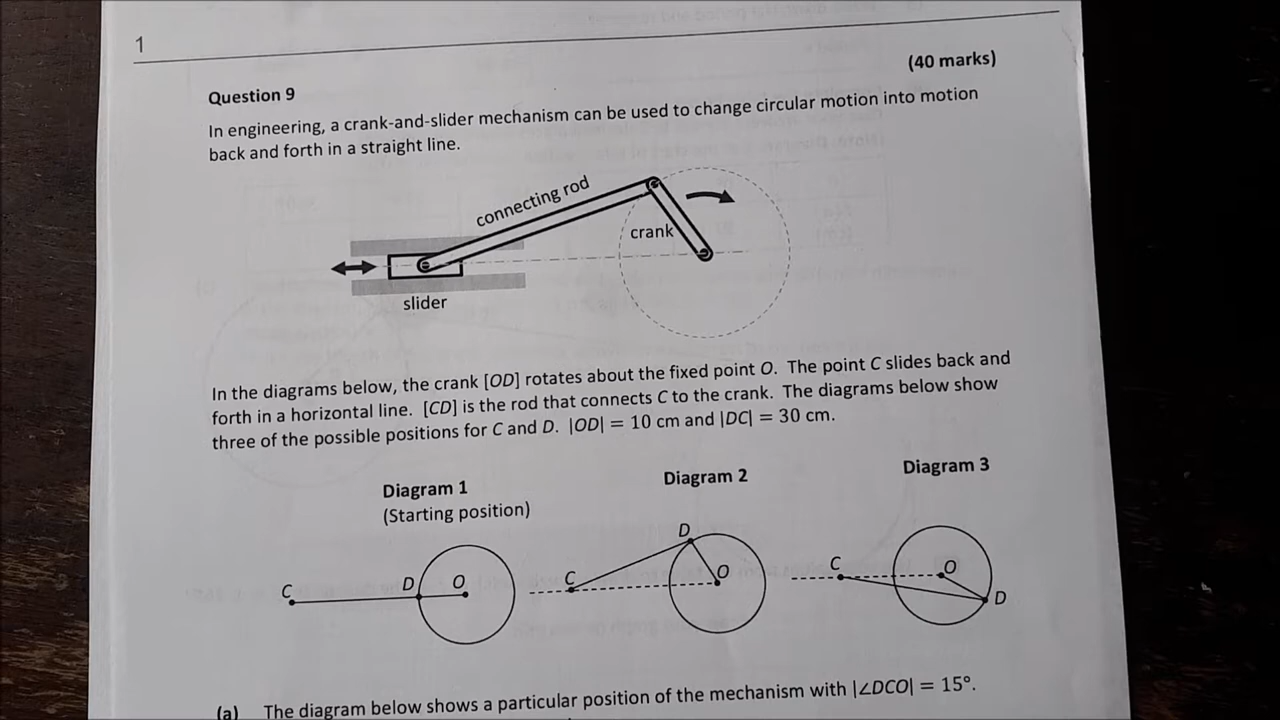 1
(40 marks)
Question 9
In engineering, a crank-and-slider mechanism can be used to change circular motion into motion
back and forth in a straight line.
connecting rod
crank
slider
In the diagrams below, the crank [OD] rotates about the fixed point O. The point C slides back and
forth in a horizontal line. [CD] is the rod that connects C to the crank. The diagrams below show
three of the possible positions for C and D. |OD| = 10 cm and |DC| = 30 cm.
Diagram 1
(Starting position)
Diagram 2
Diagram 3
C D O
C D O
C O D
(a) The diagram below shows a particular position of the mechanism with |∠DCO| = 15°.